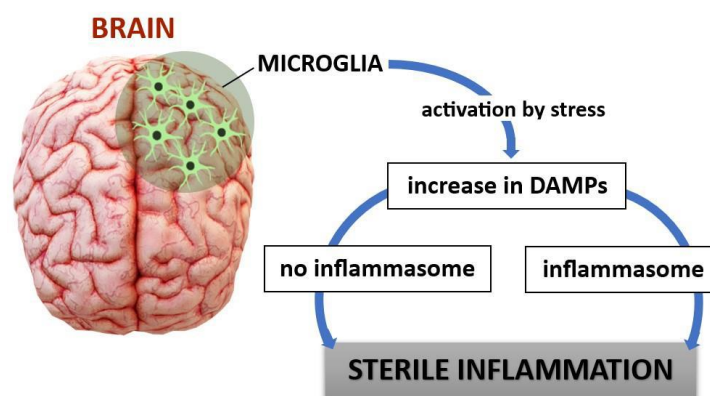 BRAIN
MICROGLIA
activation by stress
increase in DAMPs
no inflammasome
inflammasome
STERILE INFLAMMATION